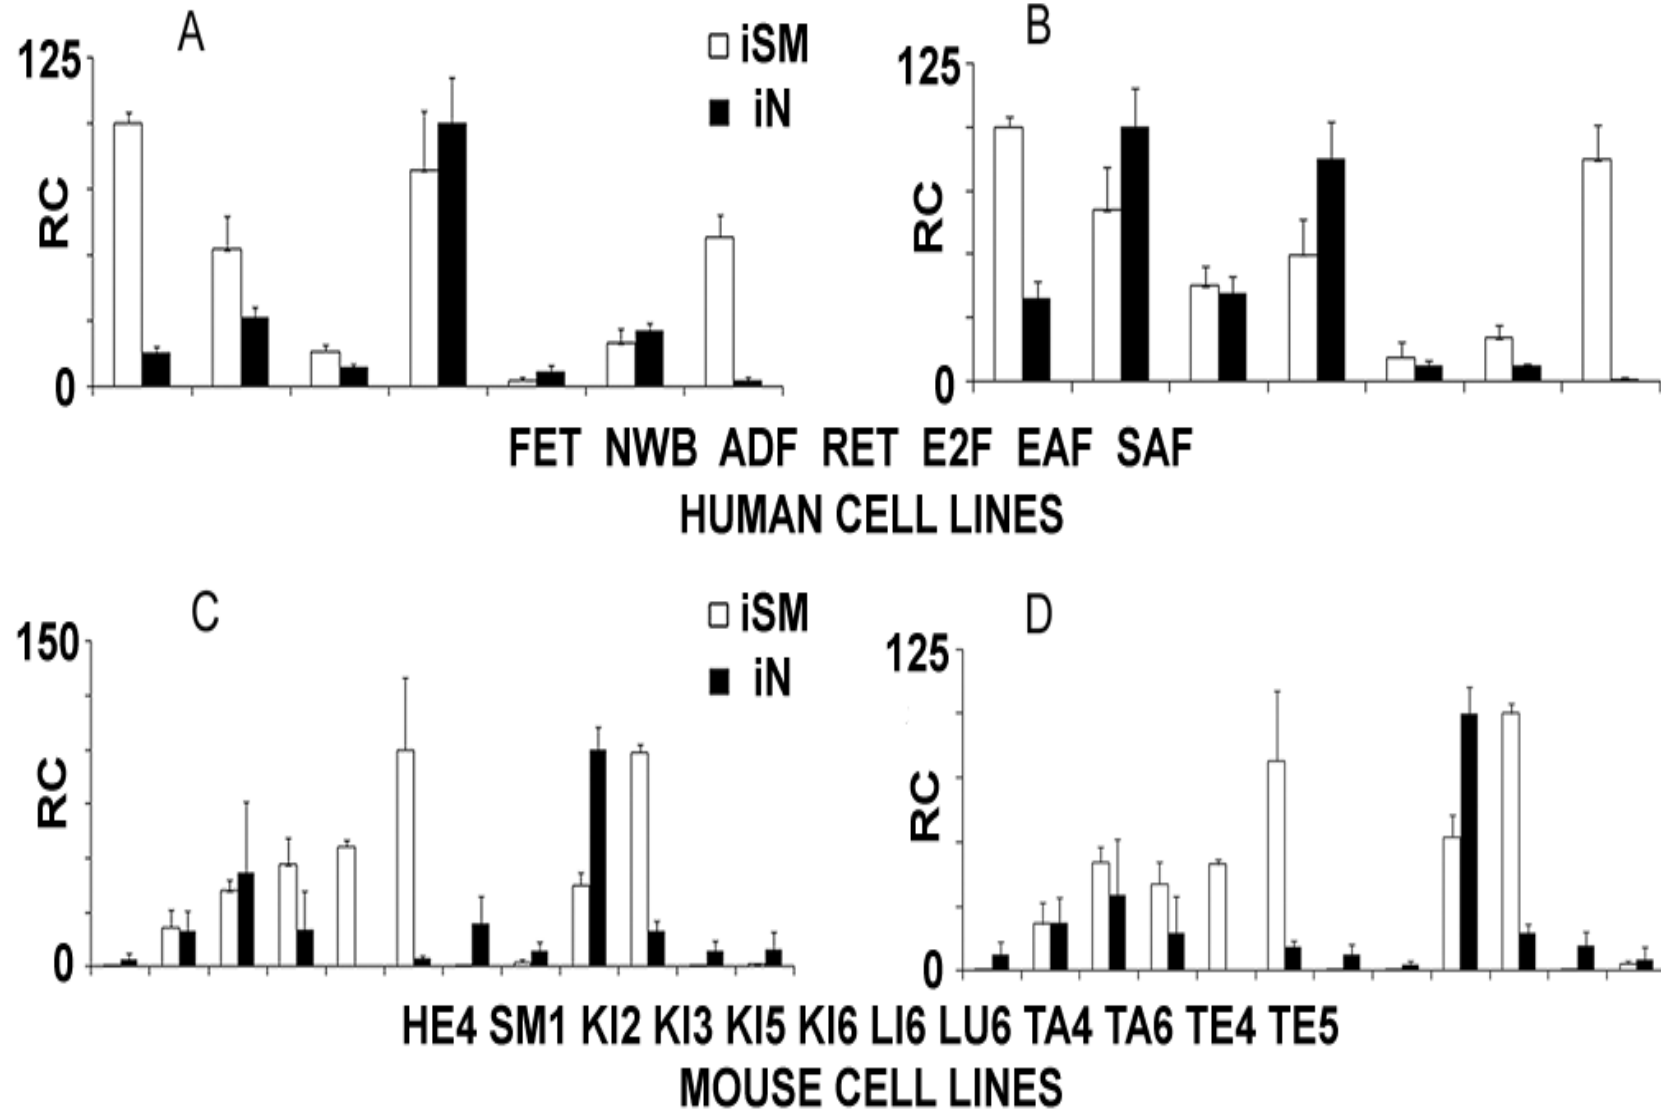 A
B
125
iSM
iN
125
RC
RC
0
0
FET NWB ADF RET E2F EAF SAF
HUMAN CELL LINES
C
D
150
iSM
iN
125
RC
RC
0
0
HE4 SM1 KI2 KI3 KI5 KI6 LI6 LU6 TA4 TA6 TE4 TE5
MOUSE CELL LINES